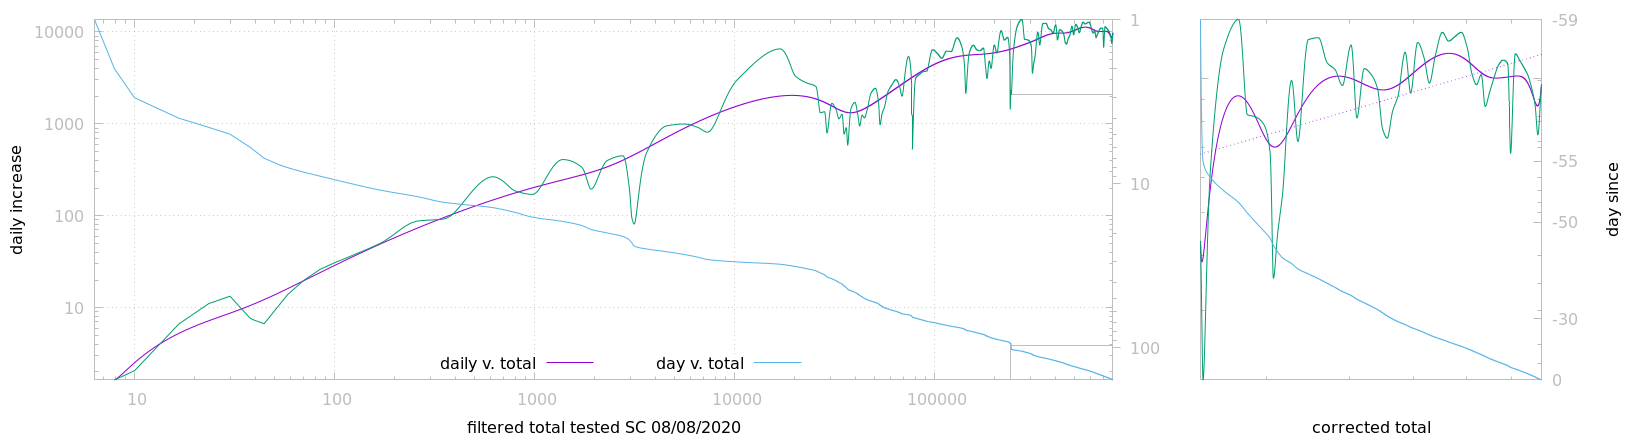 10000
1000
100
10
daily increase
10
100
1000
10000
100000
filtered total tested SC 08/08/2020
daily v. total
day v. total
1
10
100
-59
-55
-50
-30
0
day since
corrected total